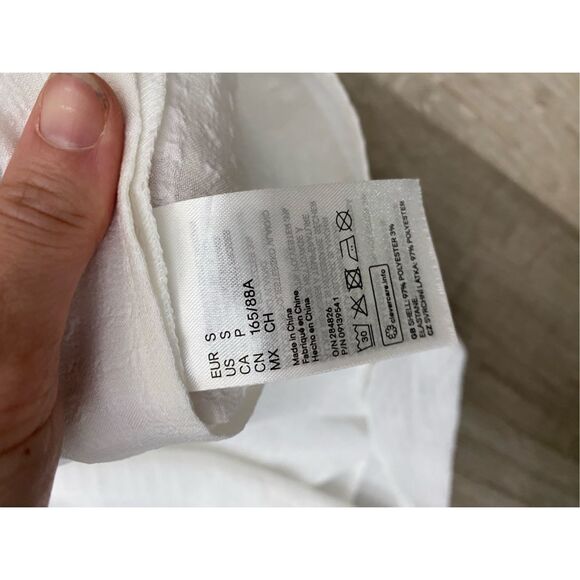 EUR S
US S
CA P
CN 165/88A
MX CH
Made in China
Fabriqué en Chine
Hecho en China
O/N 284826
P/N 09139541
30
clevercare.info
GB SHELL: 97% POLYESTER 3%
ELASTANE
CZ SVRCHNÍ LÁTKA: 97% POLYESTER